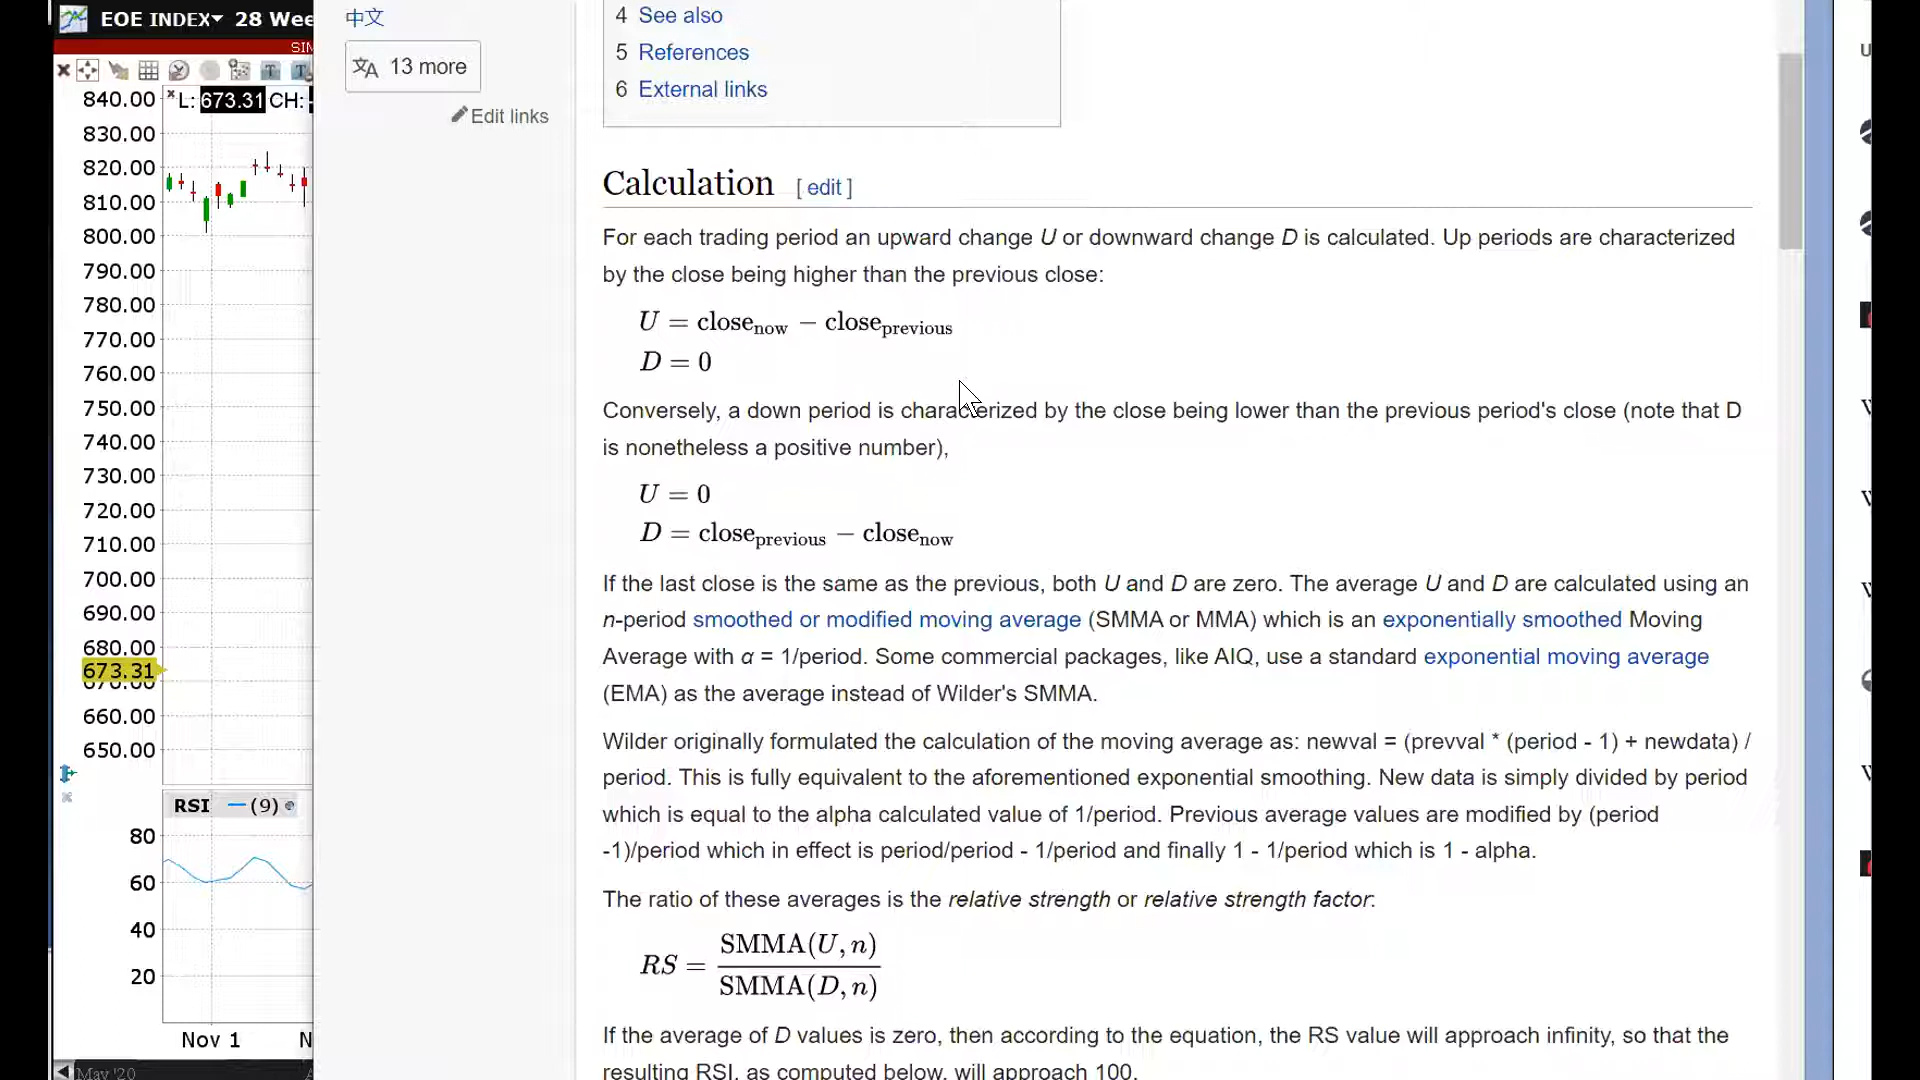 EOE INDEX 28 Wee
SIM
L: 673.31 CH:
840.00
830.00
820.00
810.00
800.00
790.00
780.00
770.00
760.00
750.00
740.00
730.00
720.00
710.00
700.00
690.00
680.00
673.31
670.00
660.00
650.00
RSI (9)
80
60
40
20
Nov 1 N
May '20
中文
13 more
Edit links
4 See also
5 References
6 External links
Calculation [ edit ]
For each trading period an upward change U or downward change D is calculated. Up periods are characterized
by the close being higher than the previous close:
U = close_now − close_previous
D = 0
Conversely, a down period is characterized by the close being lower than the previous period's close (note that D
is nonetheless a positive number),
U = 0
D = close_previous − close_now
If the last close is the same as the previous, both U and D are zero. The average U and D are calculated using an
n-period smoothed or modified moving average (SMMA or MMA) which is an exponentially smoothed Moving
Average with α = 1/period. Some commercial packages, like AIQ, use a standard exponential moving average
(EMA) as the average instead of Wilder's SMMA.
Wilder originally formulated the calculation of the moving average as: newval = (prevval * (period - 1) + newdata) /
period. This is fully equivalent to the aforementioned exponential smoothing. New data is simply divided by period
which is equal to the alpha calculated value of 1/period. Previous average values are modified by (period
-1)/period which in effect is period/period - 1/period and finally 1 - 1/period which is 1 - alpha.
The ratio of these averages is the relative strength or relative strength factor:
RS = SMMA(U, n) / SMMA(D, n)
If the average of D values is zero, then according to the equation, the RS value will approach infinity, so that the
resulting RSI, as computed below, will approach 100.